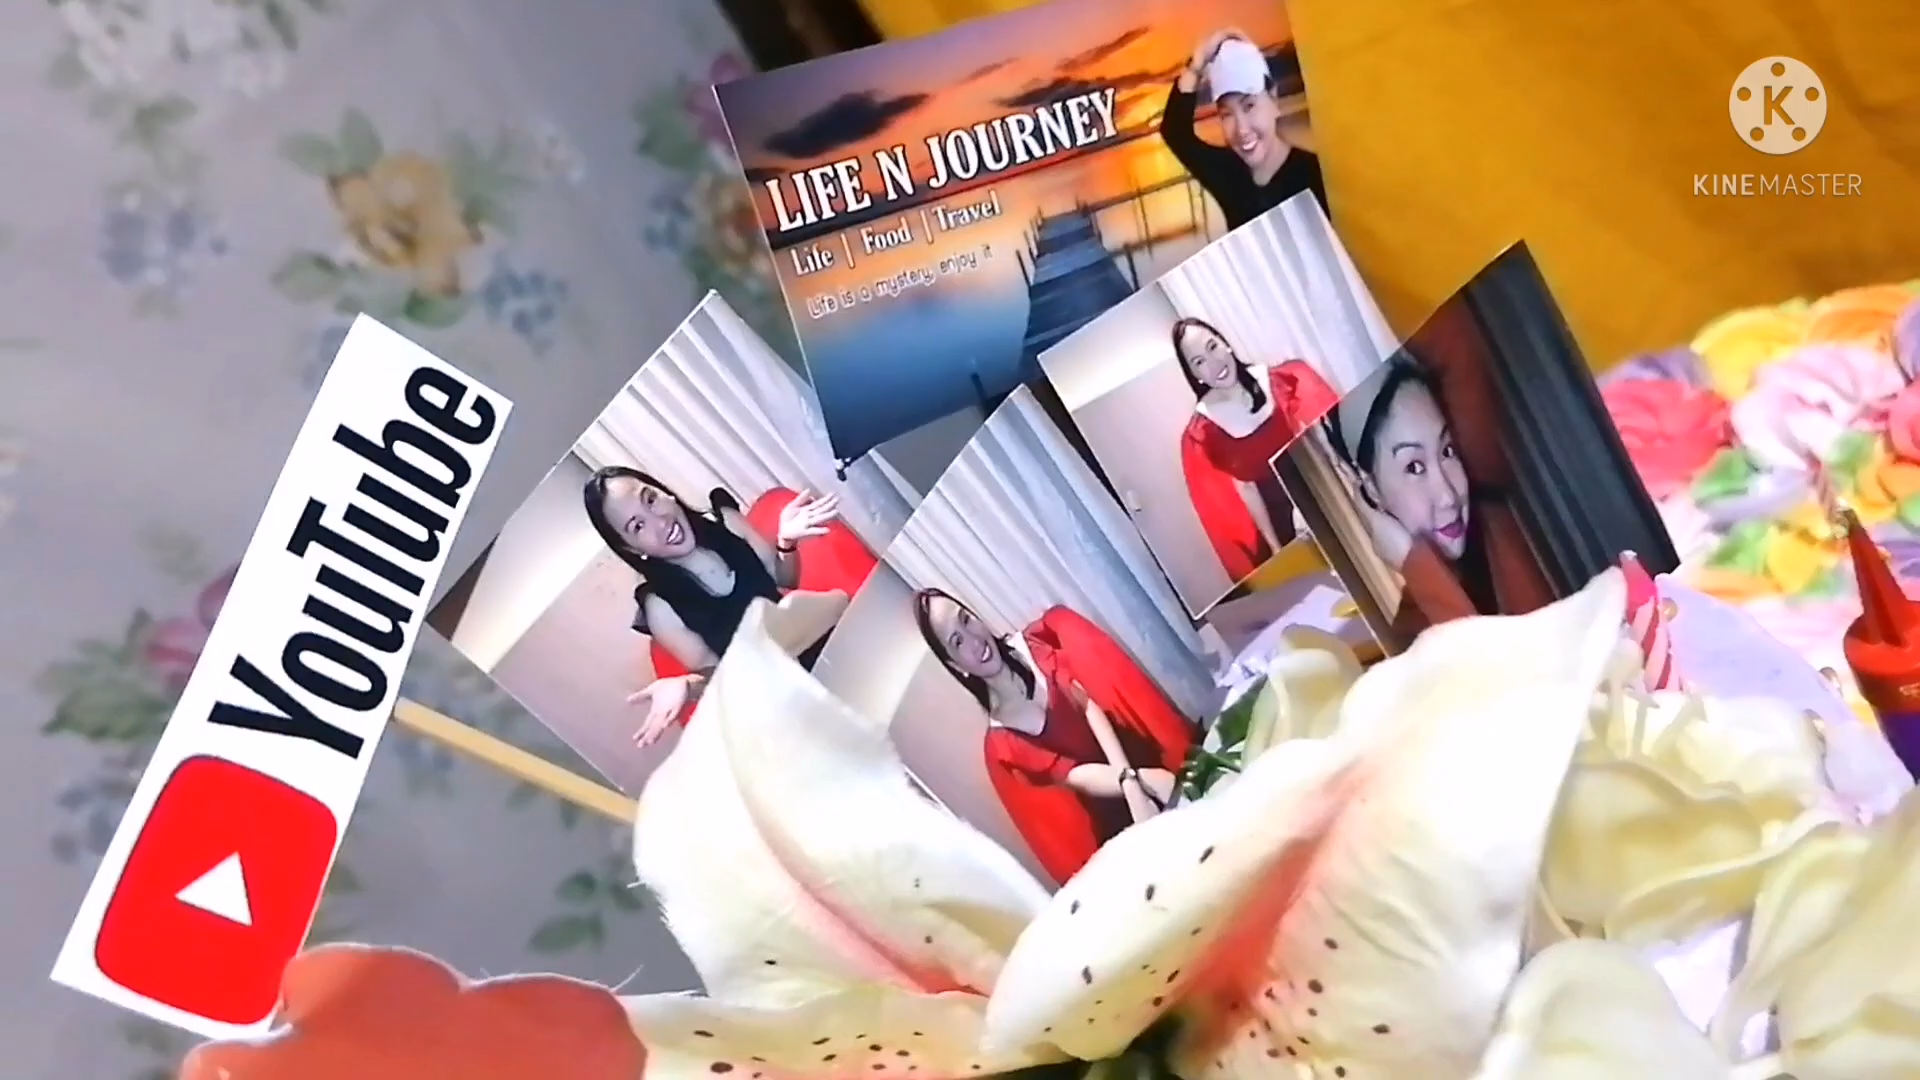 LIFE N JOURNEY
Life | Food | Travel
Life is a mystery, enjoy it
YouTube
K
KINEMASTER